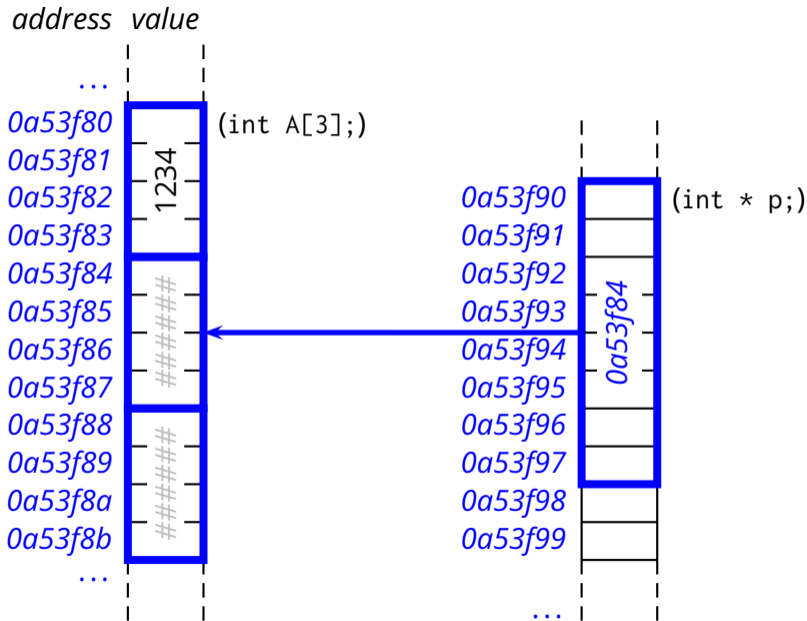 address value
...
0a53f80 (int A[3];)
0a53f81
0a53f82
0a53f83
1234
0a53f84
0a53f85
0a53f86
0a53f87
######
0a53f88
0a53f89
0a53f8a
0a53f8b
######
...
0a53f90 (int * p;)
0a53f91
0a53f92
0a53f93
0a53f94
0a53f95
0a53f96
0a53f97
0a53f84
0a53f98
0a53f99
...